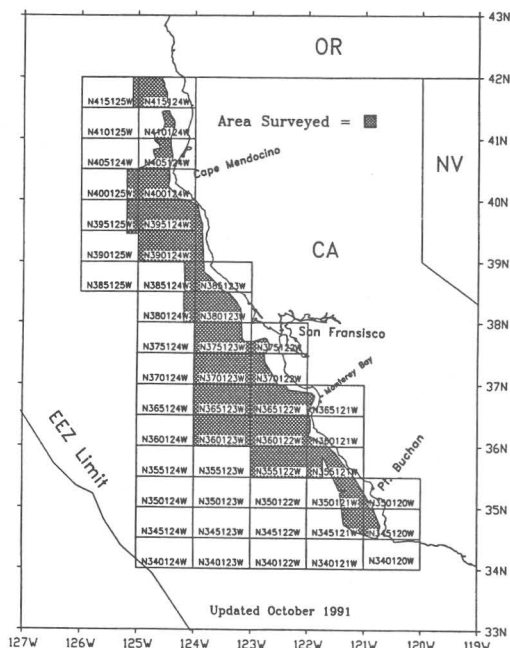 43N
OR
42N
N415125W N415124W
Area Surveyed =
N410125W N410124W
41N
N405124W N405124W
Cape Mendocino
NV
N400125W N400124W
40N
N395125W N395124W
CA
N390125W N390124W
39N
N385125W N385124W N385123W
N380124W N380123W
38N
San Fransisco
N375124W N375123W N375122W
N370124W N370123W N370122W
37N
Monterey Bay
N365124W N365123W N365122W N365121W
N360124W N360123W N360122W N360121W
36N
EEZ Limit
N355124W N355123W N355122W N355121W
Pt. Buchon
N350124W N350123W N350122W N350121W N350120W
35N
N345124W N345123W N345122W N345121W N345120W
N340124W N340123W N340122W N340121W N340120W
34N
Updated October 1991
33N
127W 126W 125W 124W 123W 122W 121W 120W 119W